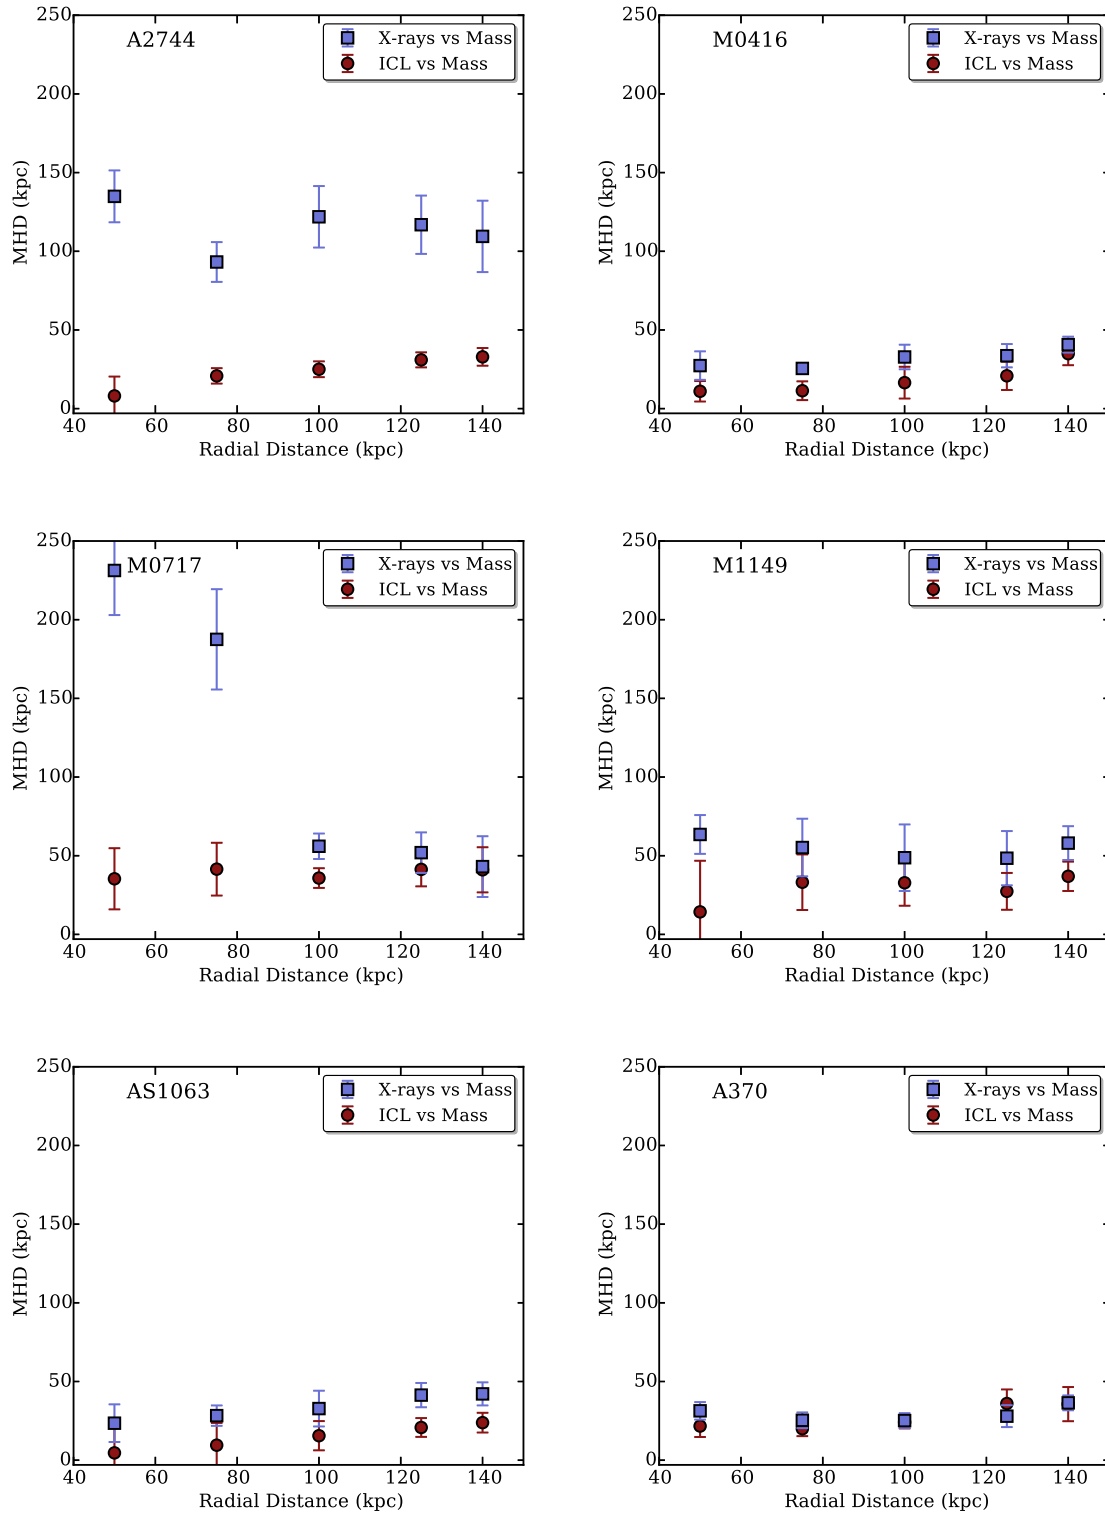 A2744
X-rays vs Mass
ICL vs Mass
250
200
150
100
50
0
MHD (kpc)
40 60 80 100 120 140
Radial Distance (kpc)
M0416
X-rays vs Mass
ICL vs Mass
250
200
150
100
50
0
MHD (kpc)
40 60 80 100 120 140
Radial Distance (kpc)
M0717
X-rays vs Mass
ICL vs Mass
250
200
150
100
50
0
MHD (kpc)
40 60 80 100 120 140
Radial Distance (kpc)
M1149
X-rays vs Mass
ICL vs Mass
250
200
150
100
50
0
MHD (kpc)
40 60 80 100 120 140
Radial Distance (kpc)
AS1063
X-rays vs Mass
ICL vs Mass
250
200
150
100
50
0
MHD (kpc)
40 60 80 100 120 140
Radial Distance (kpc)
A370
X-rays vs Mass
ICL vs Mass
250
200
150
100
50
0
MHD (kpc)
40 60 80 100 120 140
Radial Distance (kpc)